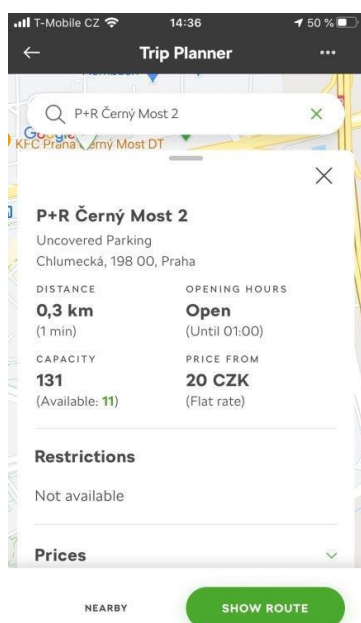 T-Mobile CZ 14:36 50 %
Trip Planner
P+R Černý Most 2
Google
KFC Praha Černý Most DT
P+R Černý Most 2
Uncovered Parking
Chlumecká, 198 00, Praha
DISTANCE OPENING HOURS
0,3 km Open
(1 min) (Until 01:00)
CAPACITY PRICE FROM
131 20 CZK
(Available: 11) (Flat rate)
Restrictions
Not available
Prices
NEARBY SHOW ROUTE